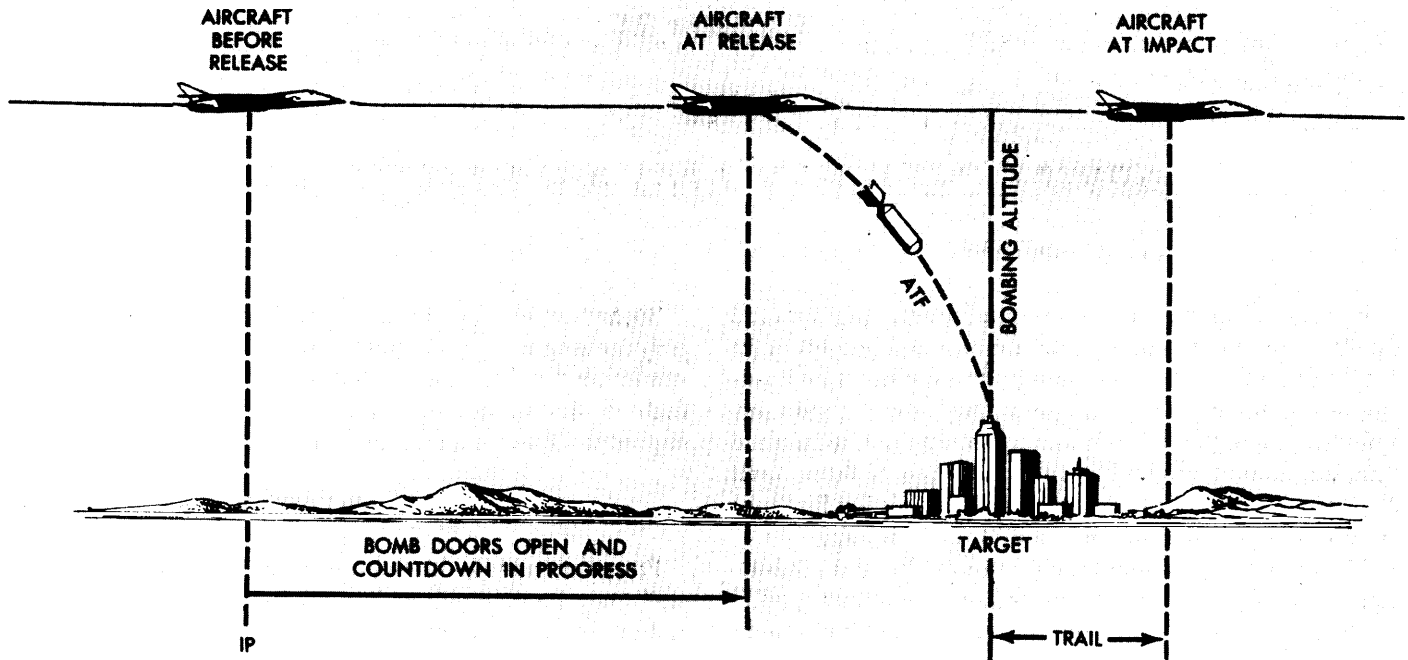 AIRCRAFT
BEFORE
RELEASE
AIRCRAFT
AT RELEASE
AIRCRAFT
AT IMPACT
BOMBING ALTITUDE
ATF
BOMB DOORS OPEN AND
COUNTDOWN IN PROGRESS
TARGET
IP
TRAIL